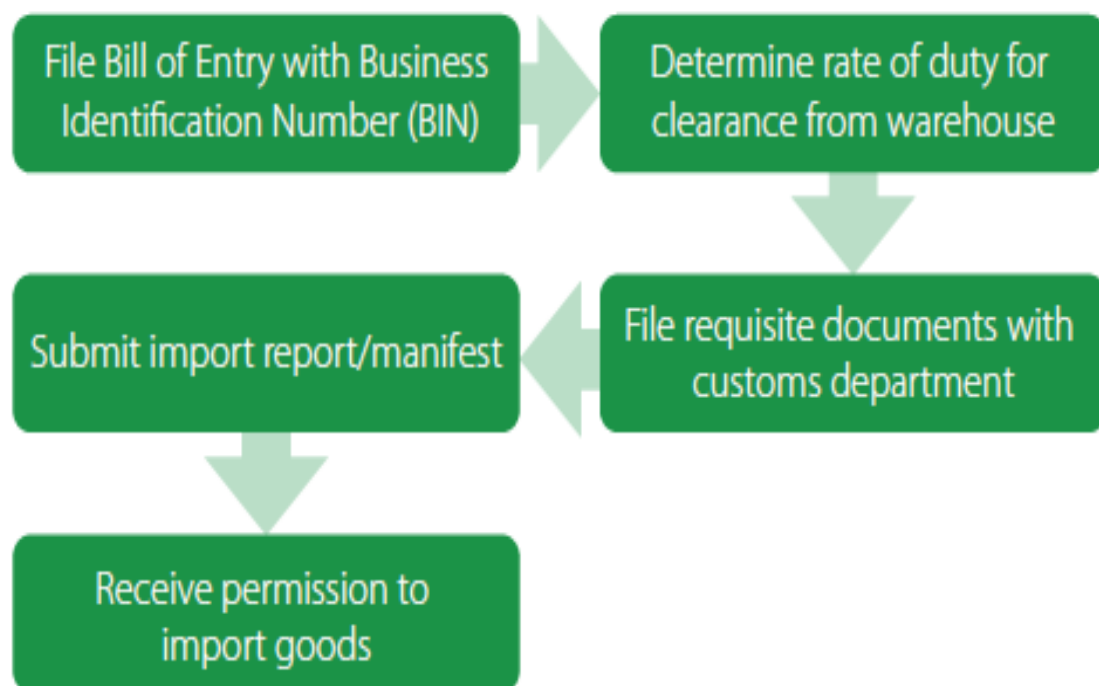 File Bill of Entry with Business
Identification Number (BIN)
Determine rate of duty for
clearance from warehouse
File requisite documents with
customs department
Submit import report/manifest
Receive permission to
import goods